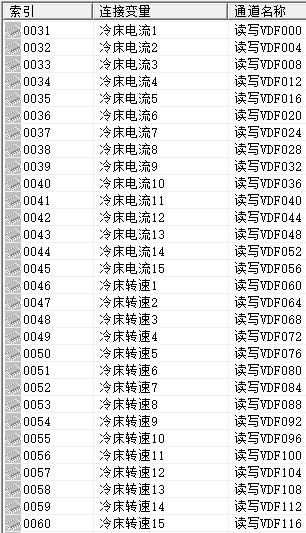 索引 连接变量 通道名称
0031 冷床电流1 读写VDF000
0032 冷床电流2 读写VDF004
0033 冷床电流3 读写VDF008
0034 冷床电流4 读写VDF012
0035 冷床电流5 读写VDF016
0036 冷床电流6 读写VDF020
0037 冷床电流7 读写VDF024
0038 冷床电流8 读写VDF028
0039 冷床电流9 读写VDF032
0040 冷床电流10 读写VDF036
0041 冷床电流11 读写VDF040
0042 冷床电流12 读写VDF044
0043 冷床电流13 读写VDF048
0044 冷床电流14 读写VDF052
0045 冷床电流15 读写VDF056
0046 冷床转速1 读写VDF060
0047 冷床转速2 读写VDF064
0048 冷床转速3 读写VDF068
0049 冷床转速4 读写VDF072
0050 冷床转速5 读写VDF076
0051 冷床转速6 读写VDF080
0052 冷床转速7 读写VDF084
0053 冷床转速8 读写VDF088
0054 冷床转速9 读写VDF092
0055 冷床转速10 读写VDF096
0056 冷床转速11 读写VDF100
0057 冷床转速12 读写VDF104
0058 冷床转速13 读写VDF108
0059 冷床转速14 读写VDF112
0060 冷床转速15 读写VDF116